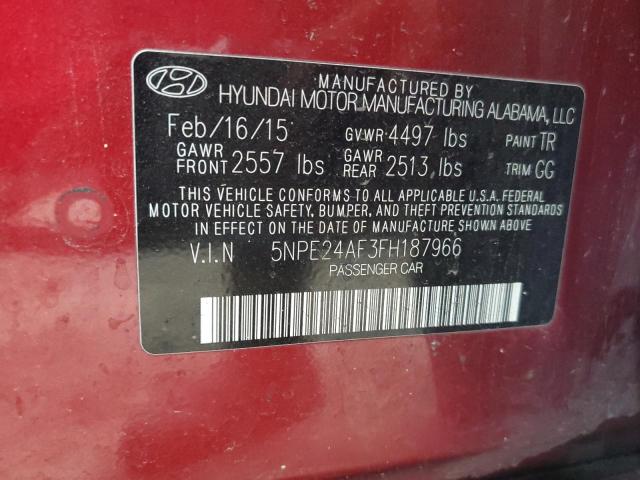 MANUFACTURED BY
HYUNDAI MOTOR MANUFACTURING ALABAMA, LLC
Feb/16/15 GVWR 4497 lbs PAINT TR
GAWR FRONT 2557 lbs GAWR REAR 2513 lbs TRIM GG
THIS VEHICLE CONFORMS TO ALL APPLICABLE U.S.A. FEDERAL
MOTOR VEHICLE SAFETY, BUMPER, AND THEFT PREVENTION
STANDARDS IN EFFECT ON THE DATE OF MANUFACTURE SHOWN ABOVE
V.I.N 5NPE24AF3FH187966
PASSENGER CAR